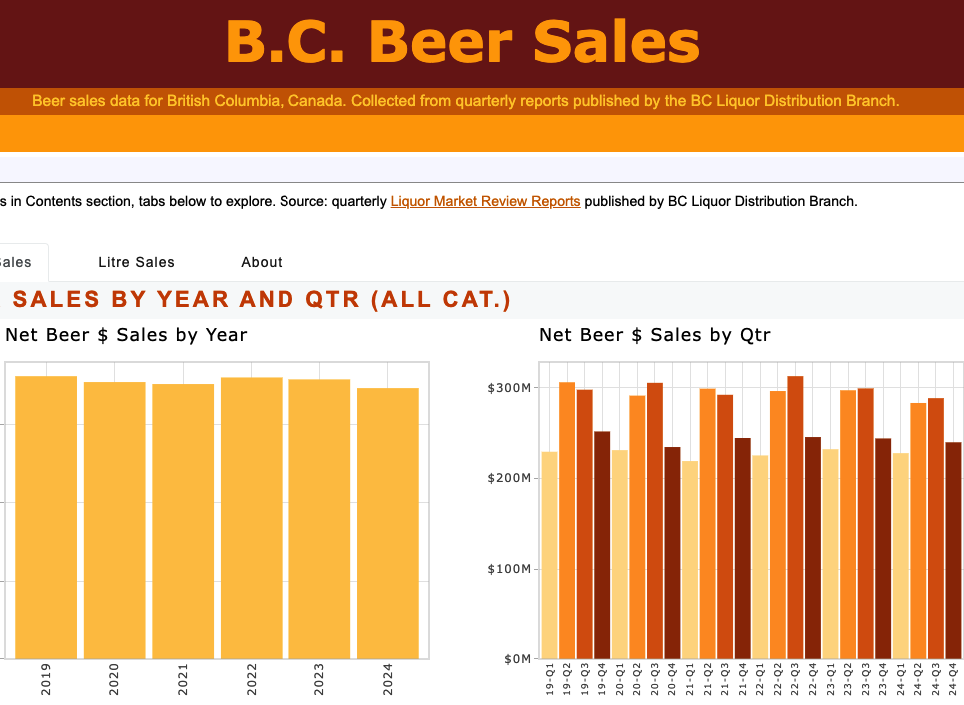 B.C. Beer Sales
Beer sales data for British Columbia, Canada. Collected from quarterly reports published by the BC Liquor Distribution Branch.
s in Contents section, tabs below to explore. Source: quarterly Liquor Market Review Reports published by BC Liquor Distribution Branch.
Sales
Litre Sales
About
SALES BY YEAR AND QTR (ALL CAT.)
Net Beer $ Sales by Year
2019
2020
2021
2022
2023
2024
Net Beer $ Sales by Qtr
$300M
$200M
$100M
$0M
19-Q1
19-Q2
19-Q3
19-Q4
20-Q1
20-Q2
20-Q3
20-Q4
21-Q1
21-Q2
21-Q3
21-Q4
22-Q1
22-Q2
22-Q3
22-Q4
23-Q1
23-Q2
23-Q3
23-Q4
24-Q1
24-Q2
24-Q3
24-Q4